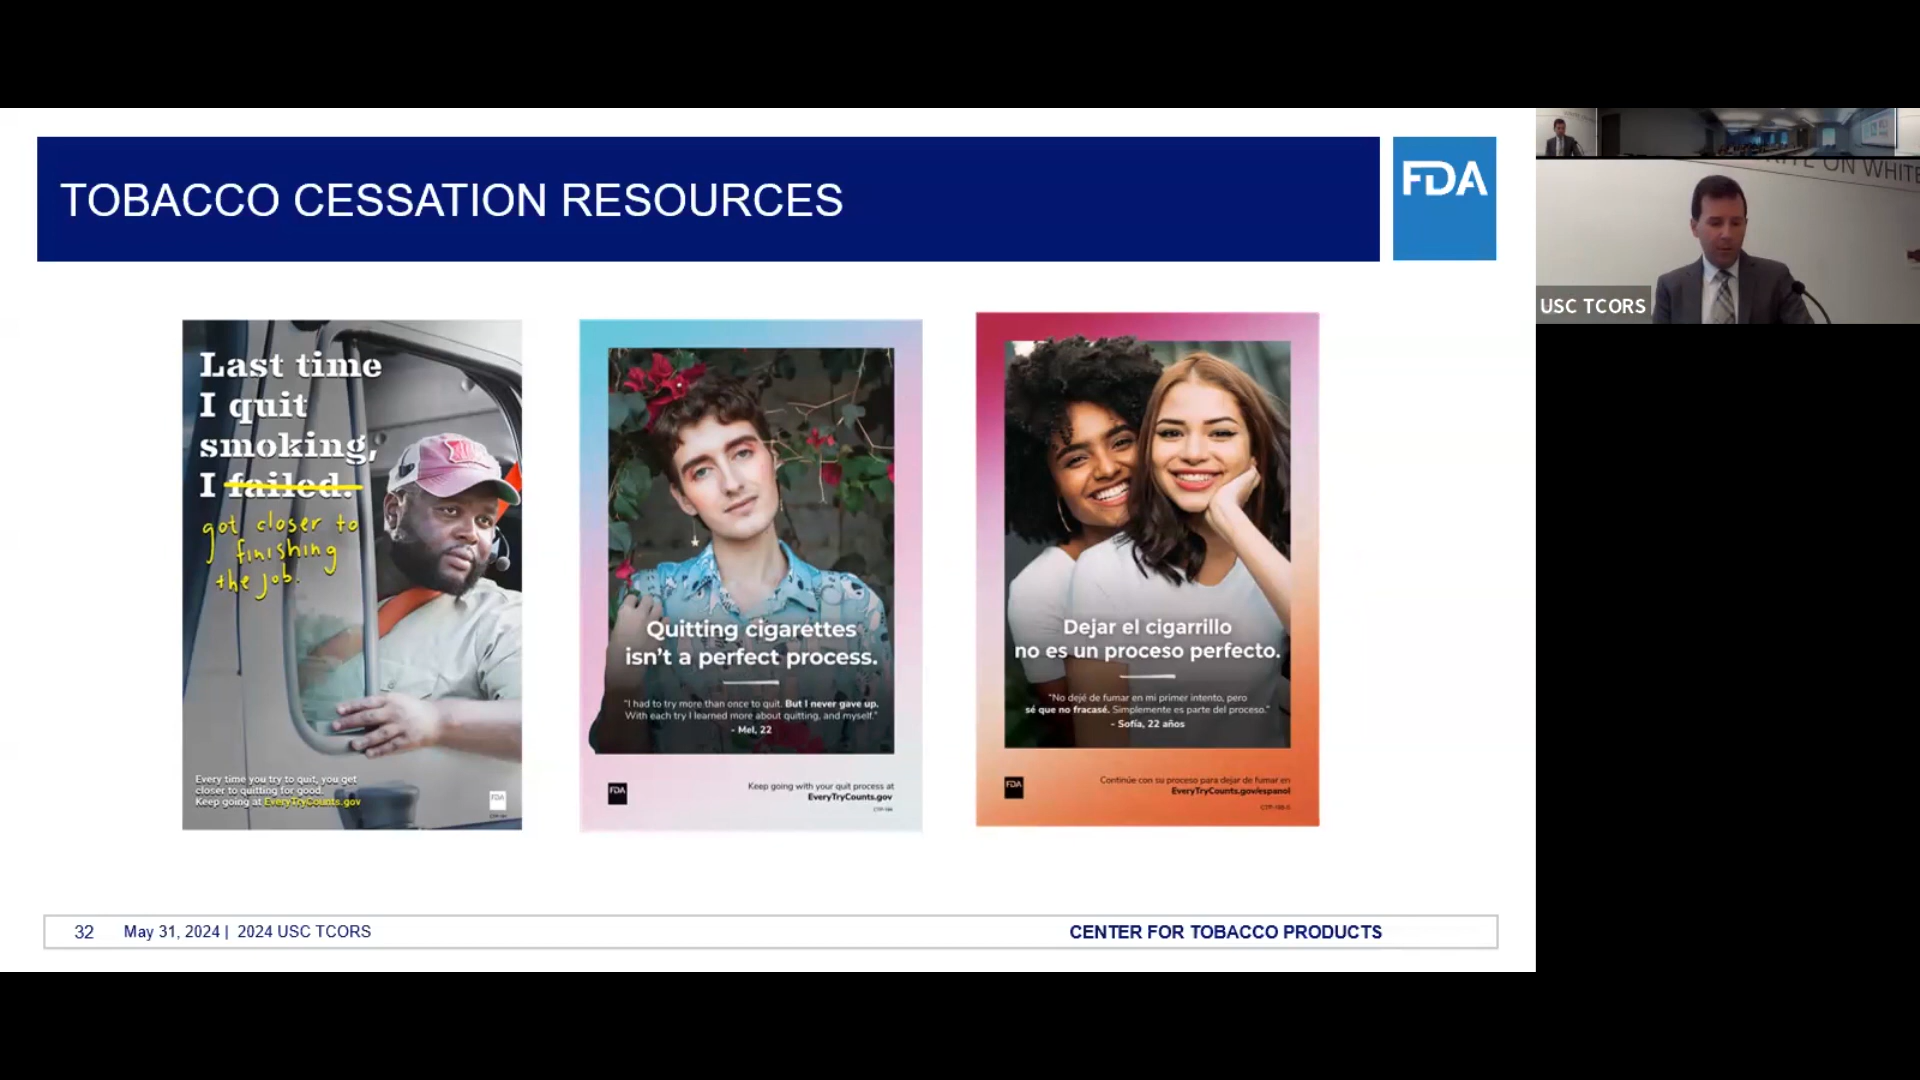 TOBACCO CESSATION RESOURCES
FDA
Last time
I quit
smoking,
I failed.
got closer to
finishing
the job.
Every time you try to quit, you get
closer to quitting for good.
Keep going at EveryTryCounts.gov
FDA
Quitting cigarettes
isn't a perfect process.
"I had to try more than once to quit. But I never gave up.
With each try I learned more about quitting, and myself."
- Mel, 22
FDA
Keep going with your quit process at
EveryTryCounts.gov
Dejar el cigarrillo
no es un proceso perfecto.
"No dejé de fumar en mi primer intento, pero
sé que no fracasé. Simplemente es parte del proceso."
- Sofía, 22 años
FDA
Continúe con su proceso para dejar de fumar en
EveryTryCounts.gov/espanol
32 May 31, 2024 | 2024 USC TCORS
CENTER FOR TOBACCO PRODUCTS
ON WHITE
USC TCORS